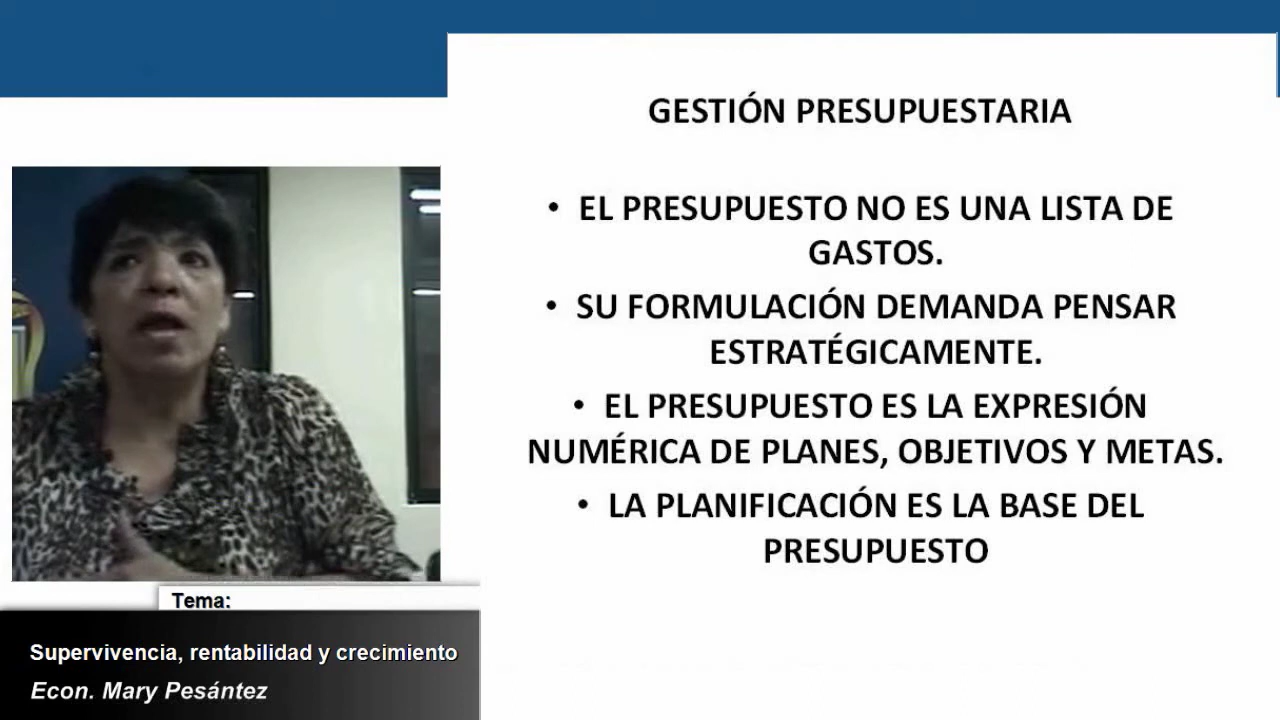 GESTIÓN PRESUPUESTARIA
• EL PRESUPUESTO NO ES UNA LISTA DE
GASTOS.
• SU FORMULACIÓN DEMANDA PENSAR
ESTRATÉGICAMENTE.
• EL PRESUPUESTO ES LA EXPRESIÓN
NUMÉRICA DE PLANES, OBJETIVOS Y METAS.
• LA PLANIFICACIÓN ES LA BASE DEL
PRESUPUESTO
Tema:
Supervivencia, rentabilidad y crecimiento
Econ. Mary Pesántez